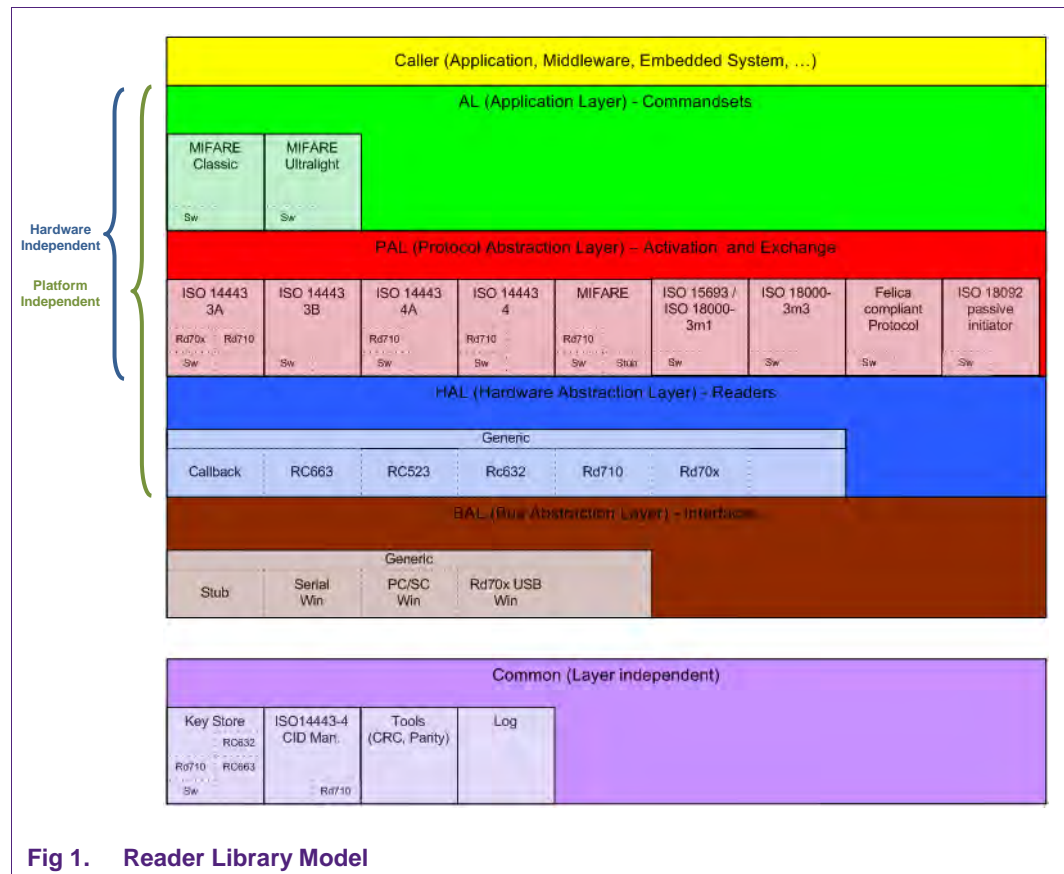 Caller (Application, Middleware, Embedded System, ...)
AL (Application Layer) - Commandsets
MIFARE
Classic
Sw
MIFARE
Ultralight
Sw
Hardware
Independent
Platform
Independent
PAL (Protocol Abstraction Layer) – Activation and Exchange
ISO 14443
3A
Rd70x Rd710
Sw
ISO 14443
3B
Sw
ISO 14443
4A
Rd710
Sw
ISO 14443
4
Rd710
Sw
MIFARE
Rd710
Sw Stub
ISO 15693 /
ISO 18000-
3m1
Sw
ISO 18000-
3m3
Sw
Felica
compliant
Protocol
Sw
ISO 18092
passive
initiator
Sw
HAL (Hardware Abstraction Layer) - Readers
Generic
Callback RC663 RC523 Rc632 Rd710 Rd70x
BAL (Bus Abstraction Layer) - Interface
Generic
Stub
Serial
Win
PC/SC
Win
Rd70x USB
Win
Common (Layer independent)
Key Store
RC632
Rd710 RC663
Sw
ISO14443-4
CID Man.
Rd710
Tools
(CRC, Parity)
Log
Fig 1. Reader Library Model